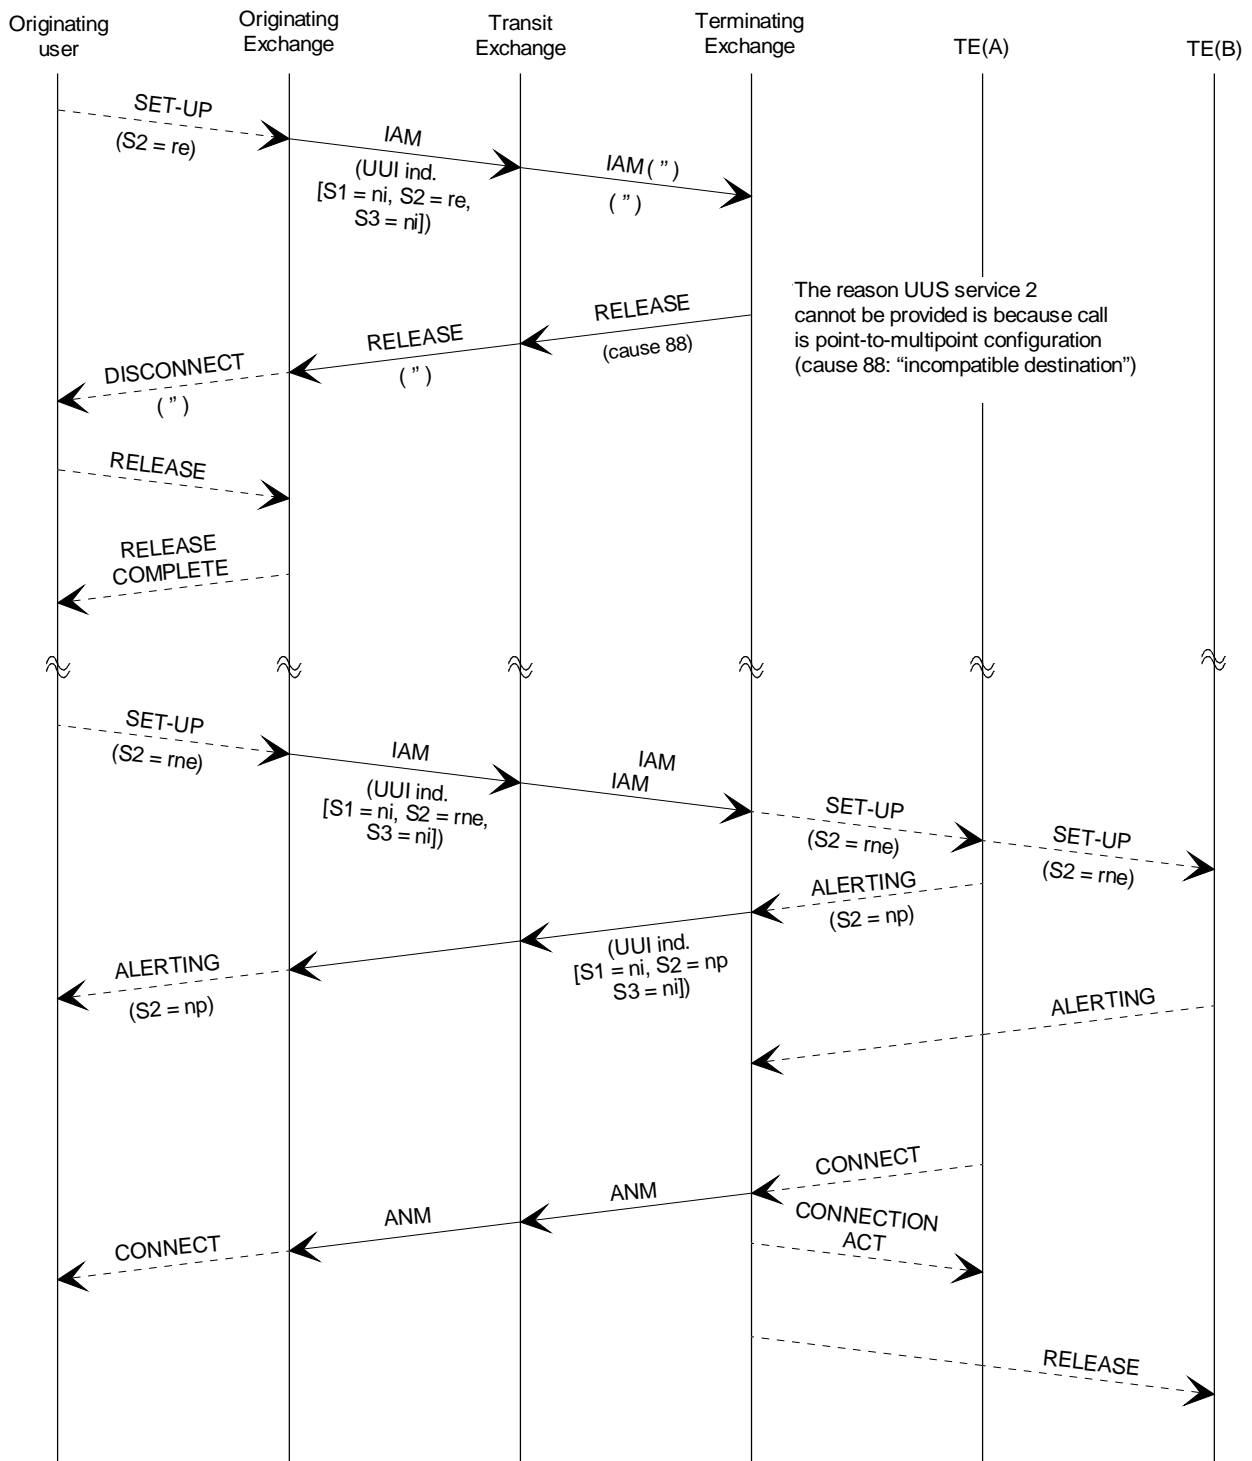 Originating
user
Originating
Exchange
Transit
Exchange
Terminating
Exchange
TE(A)
TE(B)
SET-UP
(S2 = re)
IAM
(UUI ind.
[S1 = ni, S2 = re,
S3 = ni])
IAM ( ” )
( ” )
The reason UUS service 2
cannot be provided is because call
is point-to-multipoint configuration
(cause 88: “incompatible destination”)
RELEASE
(cause 88)
RELEASE
( ” )
DISCONNECT
( ” )
RELEASE
RELEASE
COMPLETE
SET-UP
(S2 = rne)
IAM
(UUI ind.
[S1 = ni, S2 = rne,
S3 = ni])
IAM
IAM
SET-UP
(S2 = rne)
SET-UP
(S2 = rne)
ALERTING
(S2 = np)
(UUI ind.
[S1 = ni, S2 = np
S3 = ni])
ALERTING
(S2 = np)
ALERTING
CONNECT
ANM
ANM
CONNECT
CONNECTION
ACT
RELEASE